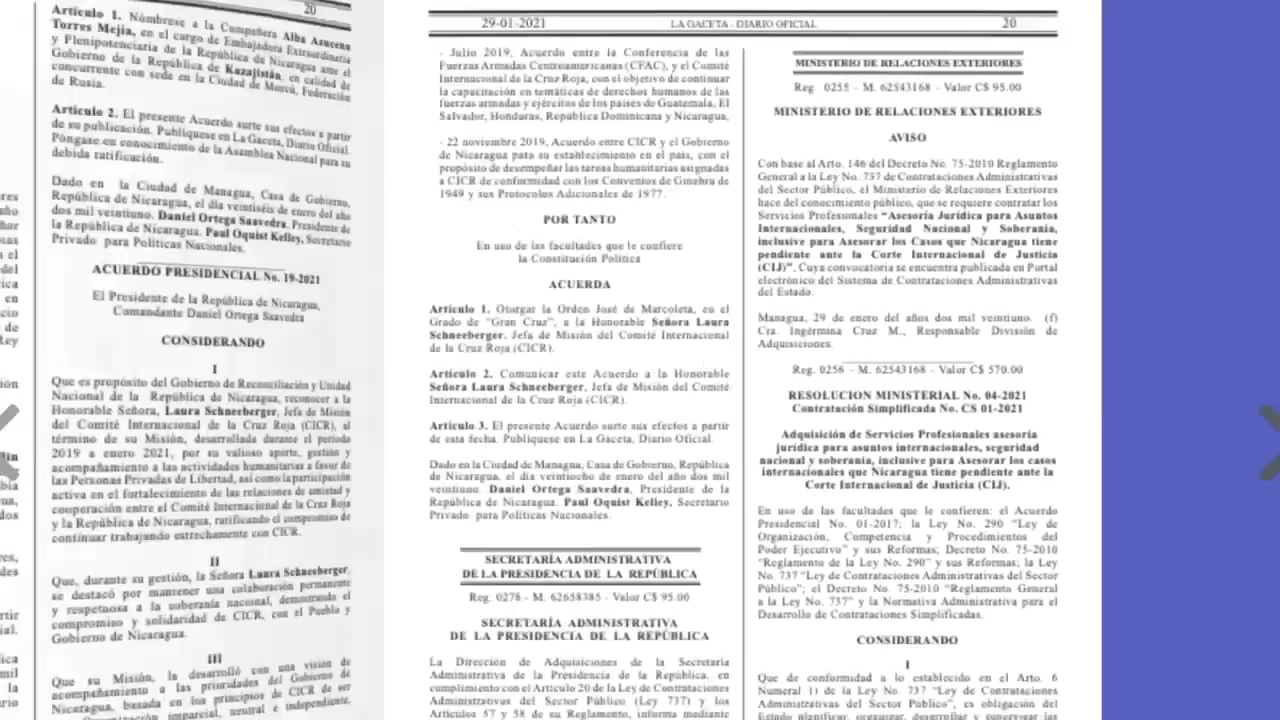 res
n el
del
en
de
Ley
20
Artículo 1. Nómbrese a la Compañera Alba Azucena
Torres Mejía, en el cargo de Embajadora Extraordinaria
y Plenipotenciaria de la República de Nicaragua ante el
Gobierno de la República de Kazajistán, en calidad de
concurrente con sede en la Ciudad de Moscú, Federación
de Rusia.
Artículo 2. El presente Acuerdo surte sus efectos a partir
de su publicación. Publíquese en La Gaceta, Diario Oficial.
Póngase en conocimiento de la Asamblea Nacional para su
debida ratificación.
Dado en la Ciudad de Managua, Casa de Gobierno,
República de Nicaragua, el día veintiséis de enero del año
dos mil veintiuno. Daniel Ortega Saavedra, Presidente de
la República de Nicaragua. Paul Oquist Kelley, Secretario
Privado para Políticas Nacionales.
ACUERDO PRESIDENCIAL No. 19-2021
El Presidente de la República de Nicaragua,
Comandante Daniel Ortega Saavedra
CONSIDERANDO
I
Que es propósito del Gobierno de Reconciliación y Unidad
Nacional de la República de Nicaragua, reconocer a la
Honorable Señora, Laura Schneeberger, Jefa de Misión
del Comité Internacional de la Cruz Roja (CICR), al
término de su Misión, desarrollada durante el periodo
2019 a enero 2021, por su valioso aporte, gestión y
acompañamiento a las actividades humanitarias a favor de
las Personas Privadas de Libertad, así como la participación
activa en el fortalecimiento de las relaciones de amistad y
cooperación entre el Comité Internacional de la Cruz Roja
y la República de Nicaragua, ratificando el compromiso de
continuar trabajando estrechamente con CICR.
II
Que, durante su gestión, la Señora Laura Schneeberger,
se destacó por mantener una colaboración permanente
y respetuosa a la soberanía nacional, demostrando el
compromiso y solidaridad de CICR, con el Pueblo y
Gobierno de Nicaragua.
III
Que su Misión, la desarrolló con una visión de
acompañamiento a las prioridades del Gobierno de
Nicaragua, basada en los principios de CICR de ser
imparcial, neutral e independiente,
29-01-2021 LA GACETA - DIARIO OFICIAL 20
- Julio 2019, Acuerdo entre la Conferencia de las
Fuerzas Armadas Centroamericanas (CFAC), y el Comité
Internacional de la Cruz Roja, con el objetivo de continuar
la capacitación en temáticas de derechos humanos de las
fuerzas armadas y ejércitos de los países de Guatemala, El
Salvador, Honduras, República Dominicana y Nicaragua,
- 22 noviembre 2019, Acuerdo entre CICR y el Gobierno
de Nicaragua para su establecimiento en el país, con el
propósito de desempeñar las tareas humanitarias asignadas
a CICR de conformidad con los Convenios de Ginebra de
1949 y sus Protocolos Adicionales de 1977.
POR TANTO
En uso de las facultades que le confiere
la Constitución Política
ACUERDA
Artículo 1. Otorgar la Orden José de Marcoleta, en el
Grado de "Gran Cruz", a la Honorable Señora Laura
Schneeberger, Jefa de Misión del Comité Internacional
de la Cruz Roja (CICR).
Artículo 2. Comunicar este Acuerdo a la Honorable
Señora Laura Schneeberger, Jefa de Misión del Comité
Internacional de la Cruz Roja (CICR).
Artículo 3. El presente Acuerdo surte sus efectos a partir
de esta fecha. Publíquese en La Gaceta, Diario Oficial.
Dado en la Ciudad de Managua, Casa de Gobierno, República
de Nicaragua, el día veintiocho de enero del año dos mil
veintiuno. Daniel Ortega Saavedra, Presidente de la
República de Nicaragua. Paul Oquist Kelley, Secretario
Privado para Políticas Nacionales.
SECRETARÍA ADMINISTRATIVA
DE LA PRESIDENCIA DE LA REPÚBLICA
Reg. 0278 - M. 62658385 - Valor C$ 95.00
SECRETARÍA ADMINISTRATIVA
DE LA PRESIDENCIA DE LA REPÚBLICA
La Dirección de Adquisiciones de la Secretaría
Administrativa de la Presidencia de la República, en
cumplimiento con el Artículo 20 de la Ley de Contrataciones
Administrativas del Sector Público (Ley 737) y los
Artículos 57 y 58 de su Reglamento, informa mediante
MINISTERIO DE RELACIONES EXTERIORES
Reg. 0255 - M. 62543168 - Valor C$ 95.00
MINISTERIO DE RELACIONES EXTERIORES
AVISO
Con base al Arto. 146 del Decreto No. 75-2010 Reglamento
General a la Ley No. 737 de Contrataciones Administrativas
del Sector Público, el Ministerio de Relaciones Exteriores
hace del conocimiento público, que se requiere contratar los
Servicios Profesionales "Asesoría Jurídica para Asuntos
Internacionales, Seguridad Nacional y Soberanía,
inclusive para Asesorar los Casos que Nicaragua tiene
pendiente ante la Corte Internacional de Justicia
(CIJ)". Cuya convocatoria se encuentra publicada en Portal
electrónico del Sistema de Contrataciones Administrativas
del Estado.
Managua, 29 de enero del años dos mil veintiuno. (f)
Cra. Ingermina Cruz M., Responsable División de
Adquisiciones.
Reg. 0256 - M. 62543168 - Valor C$ 570.00
RESOLUCION MINISTERIAL No. 04-2021
Contratación Simplificada No. CS 01-2021
Adquisición de Servicios Profesionales asesoría
jurídica para asuntos internacionales, seguridad
nacional y soberanía, inclusive para Asesorar los casos
internacionales que Nicaragua tiene pendiente ante la
Corte Internacional de Justicia (CIJ).
En uso de las facultades que le confieren: el Acuerdo
Presidencial No. 01-2017; la Ley No. 290 "Ley de
Organización, Competencia y Procedimientos del
Poder Ejecutivo" y sus Reformas; Decreto No. 75-2010
"Reglamento de la Ley No. 290" y sus Reformas; la Ley
No. 737 "Ley de Contrataciones Administrativas del Sector
Público"; el Decreto No. 75-2010 "Reglamento General
a la Ley No. 737" y la Normativa Administrativa para el
Desarrollo de Contrataciones Simplificadas.
CONSIDERANDO
I
Que de conformidad a lo establecido en el Arto. 6
Numeral 1) de la Ley No. 737 "Ley de Contrataciones
Administrativas del Sector Público", es obligación del
Estado planificar, organizar, desarrollar y supervisar las